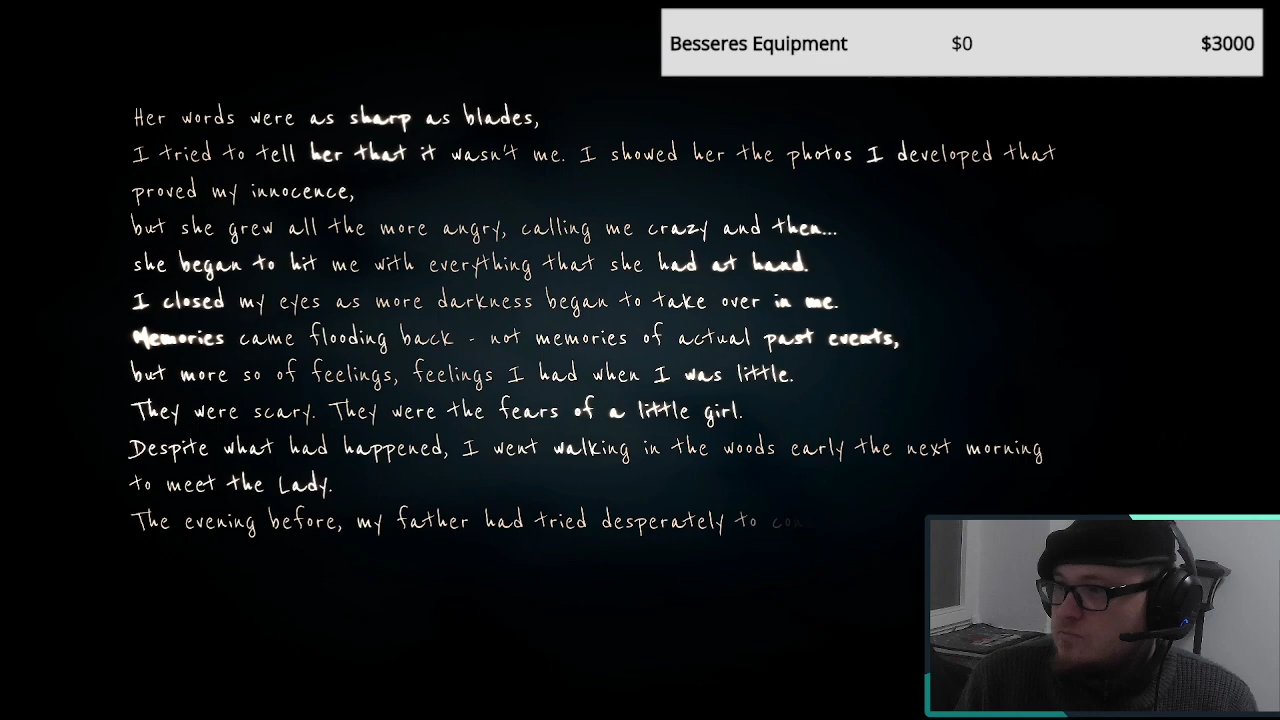 Besseres Equipment $0 $3000
Her words were as sharp as blades,
I tried to tell her that it wasn't me. I showed her the photos I developed that
proved my innocence,
but she grew all the more angry, calling me crazy and then...
she began to hit me with everything that she had at hand.
I closed my eyes as more darkness began to take over in me.
Memories came flooding back - not memories of actual past events,
but more so of feelings, feelings I had when I was little.
They were scary. They were the fears of a little girl.
Despite what had happened, I went walking in the woods early the next morning
to meet the Lady.
The evening before, my father had tried desperately to